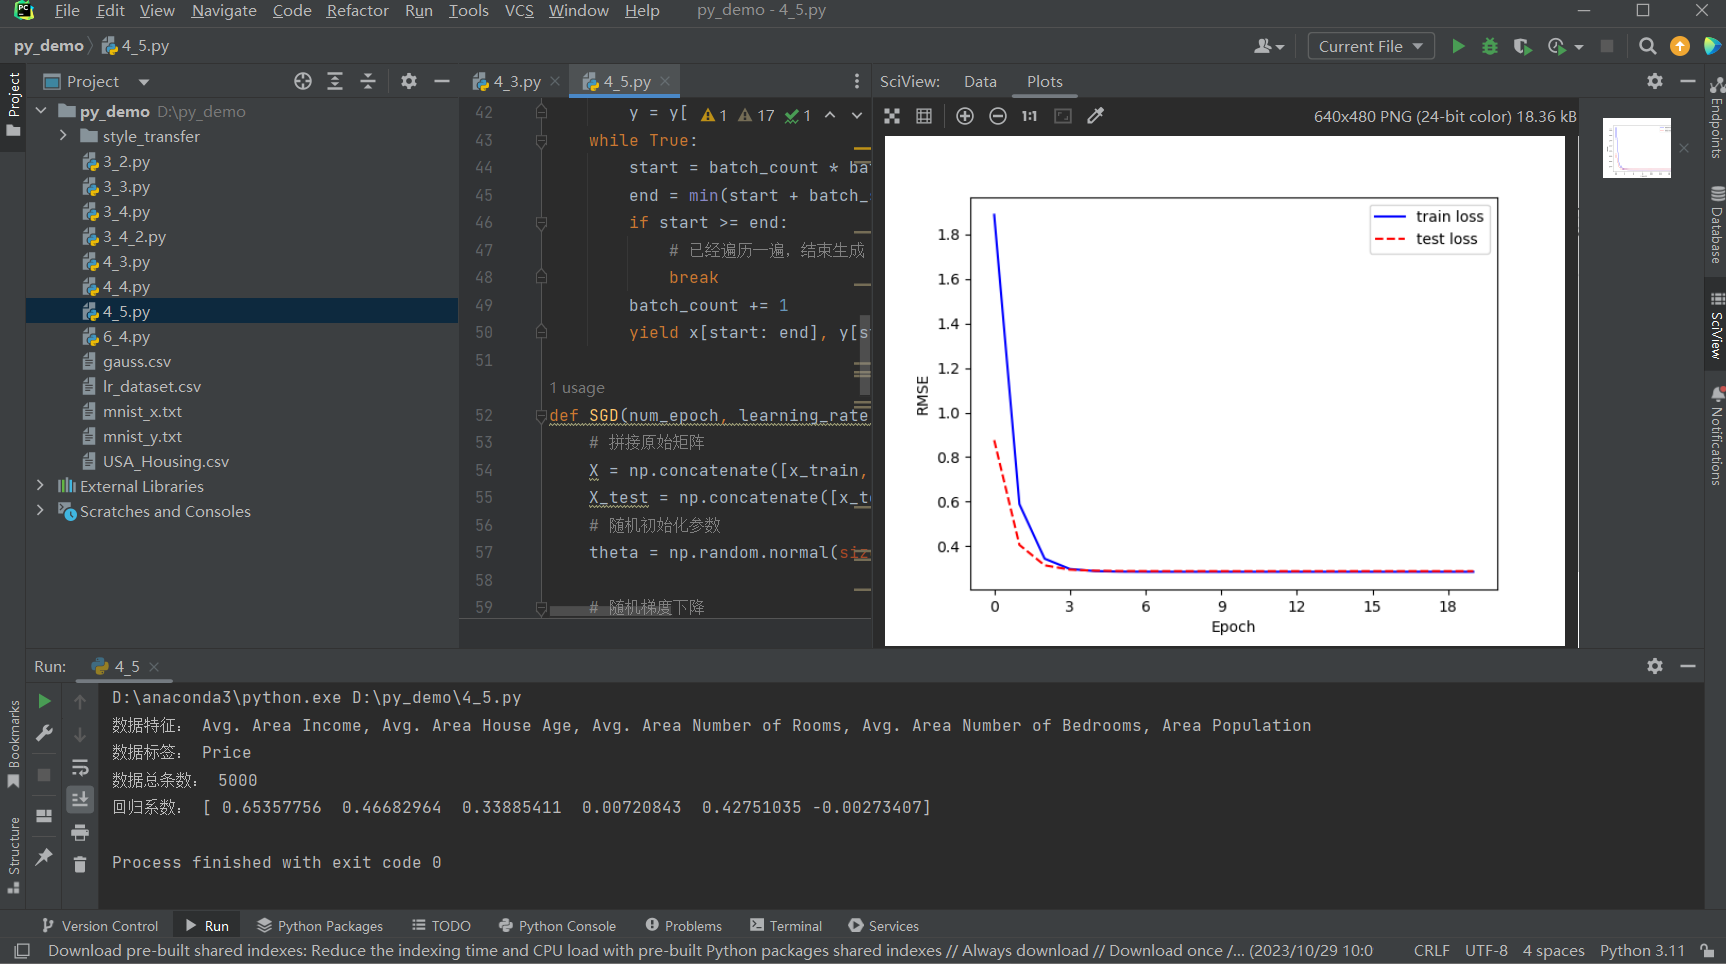 File Edit View Navigate Code Refactor Run Tools VCS Window Help py_demo - 4_5.py
py_demo 4_5.py Current File
Project
4_3.py 4_5.py
SciView: Data Plots
640x480 PNG (24-bit color) 18.36 kB
py_demo D:\py_demo
style_transfer
3_2.py
3_3.py
3_4.py
3_4_2.py
4_3.py
4_4.py
4_5.py
6_4.py
gauss.csv
lr_dataset.csv
mnist_x.txt
mnist_y.txt
USA_Housing.csv
External Libraries
Scratches and Consoles
1 17 1
42 y = y[
43 while True:
44 start = batch_count * ba
45 end = min(start + batch_
46 if start >= end:
47 # 已经遍历一遍，结束生成
48 break
49 batch_count += 1
50 yield x[start: end], y[s
51
1 usage
52 def SGD(num_epoch, learning_rate
53 # 拼接原始矩阵
54 X = np.concatenate([x_train,
55 X_test = np.concatenate([x_t
56 # 随机初始化参数
57 theta = np.random.normal(siz
58
59 # 随机梯度下降
train loss
test loss
1.8
1.6
1.4
1.2
1.0
0.8
0.6
0.4
RMSE
0 3 6 9 12 15 18
Epoch
1:1
Project
Bookmarks
Structure
Endpoints
Database
SciView
Notifications
Run: 4_5
D:\anaconda3\python.exe D:\py_demo\4_5.py
数据特征： Avg. Area Income, Avg. Area House Age, Avg. Area Number of Rooms, Avg. Area Number of Bedrooms, Area Population
数据标签： Price
数据总条数： 5000
回归系数： [ 0.65357756 0.46682964 0.33885411 0.00720843 0.42751035 -0.00273407]
Process finished with exit code 0
Version Control Run Python Packages TODO Python Console Problems Terminal Services
Download pre-built shared indexes: Reduce the indexing time and CPU load with pre-built Python packages shared indexes // Always download // Download once /... (2023/10/29 10:0 CRLF UTF-8 4 spaces Python 3.11